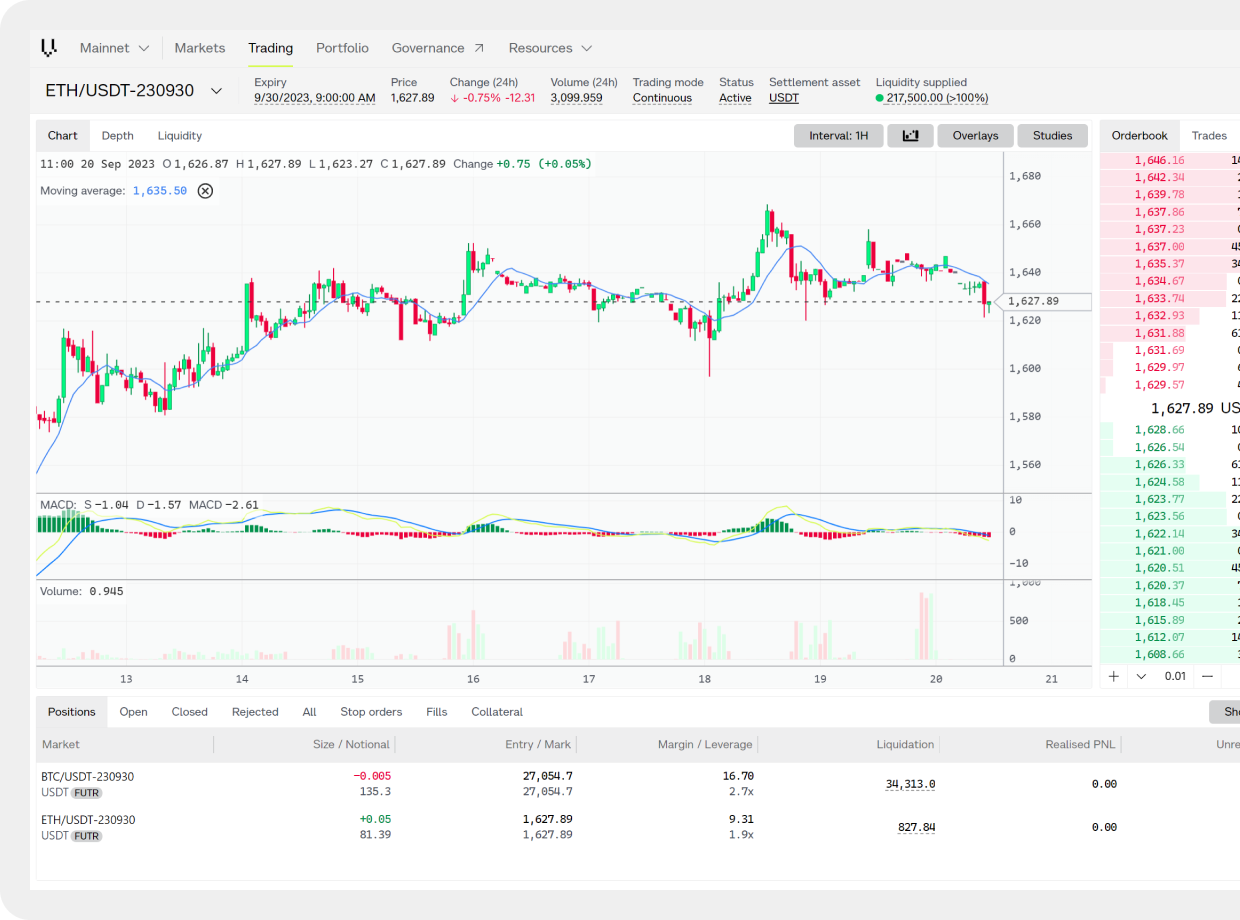 Mainnet Markets Trading Portfolio Governance Resources
ETH/USDT-230930
Expiry Price Change (24h) Volume (24h) Trading mode Status Settlement asset Liquidity supplied
9/30/2023, 9:00:00 AM 1,627.89 -0.75% -12.31 3,099.959 Continuous Active USDT 217,500.00 (>100%)
Chart Depth Liquidity Interval: 1H Overlays Studies
11:00 20 Sep 2023 O 1,626.87 H 1,627.89 L 1,623.27 C 1,627.89 Change +0.75 (+0.05%)
Moving average: 1,635.50
1,680
1,660
1,640
1,627.89
1,620
1,600
1,580
1,560
MACD: S −1.04 D −1.57 MACD −2.61
10
0
−10
Volume: 0.945
1,000
500
0
13 14 15 16 17 18 19 20 21
Orderbook Trades
1,646.16
1,642.34
1,639.78
1,637.86
1,637.23
1,637.00
1,635.37
1,634.67
1,633.74
1,632.93
1,631.88
1,631.69
1,629.97
1,629.57
1,627.89
1,628.66
1,626.54
1,626.33
1,624.58
1,623.77
1,623.56
1,622.14
1,621.00
1,620.51
1,620.37
1,618.45
1,615.89
1,612.07
1,608.66
0.01
Positions Open Closed Rejected All Stop orders Fills Collateral
Market Size / Notional Entry / Mark Margin / Leverage Liquidation Realised PNL
BTC/USDT-230930 −0.005 27,054.7 16.70 34,313.0 0.00
USDT FUTR 135.3 27,054.7 2.7x
ETH/USDT-230930 +0.05 1,627.89 9.31 827.84 0.00
USDT FUTR 81.39 1,627.89 1.9x